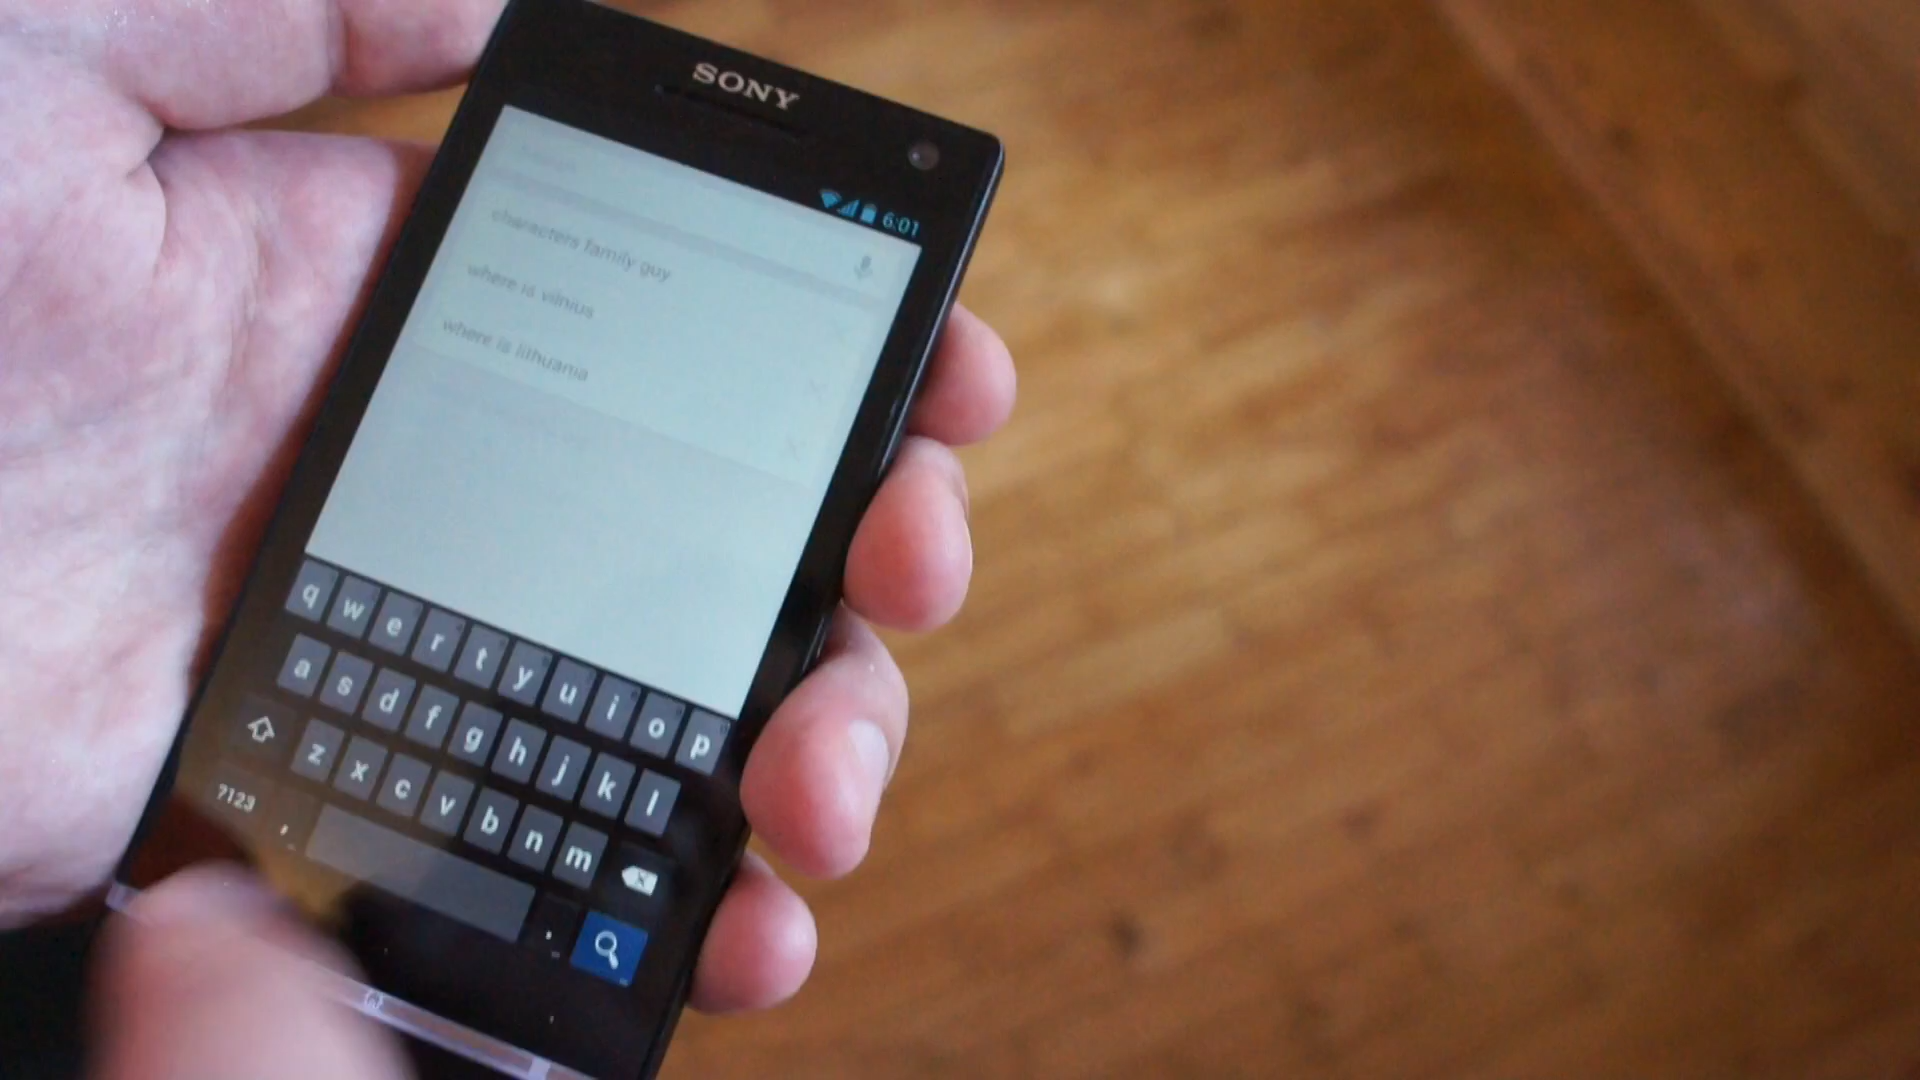 SONY
6:01
characters family guy
where is vilnius
where is lithuania
q w e r t y u i o p
a s d f g h j k l
z x c v b n m
?123 , .